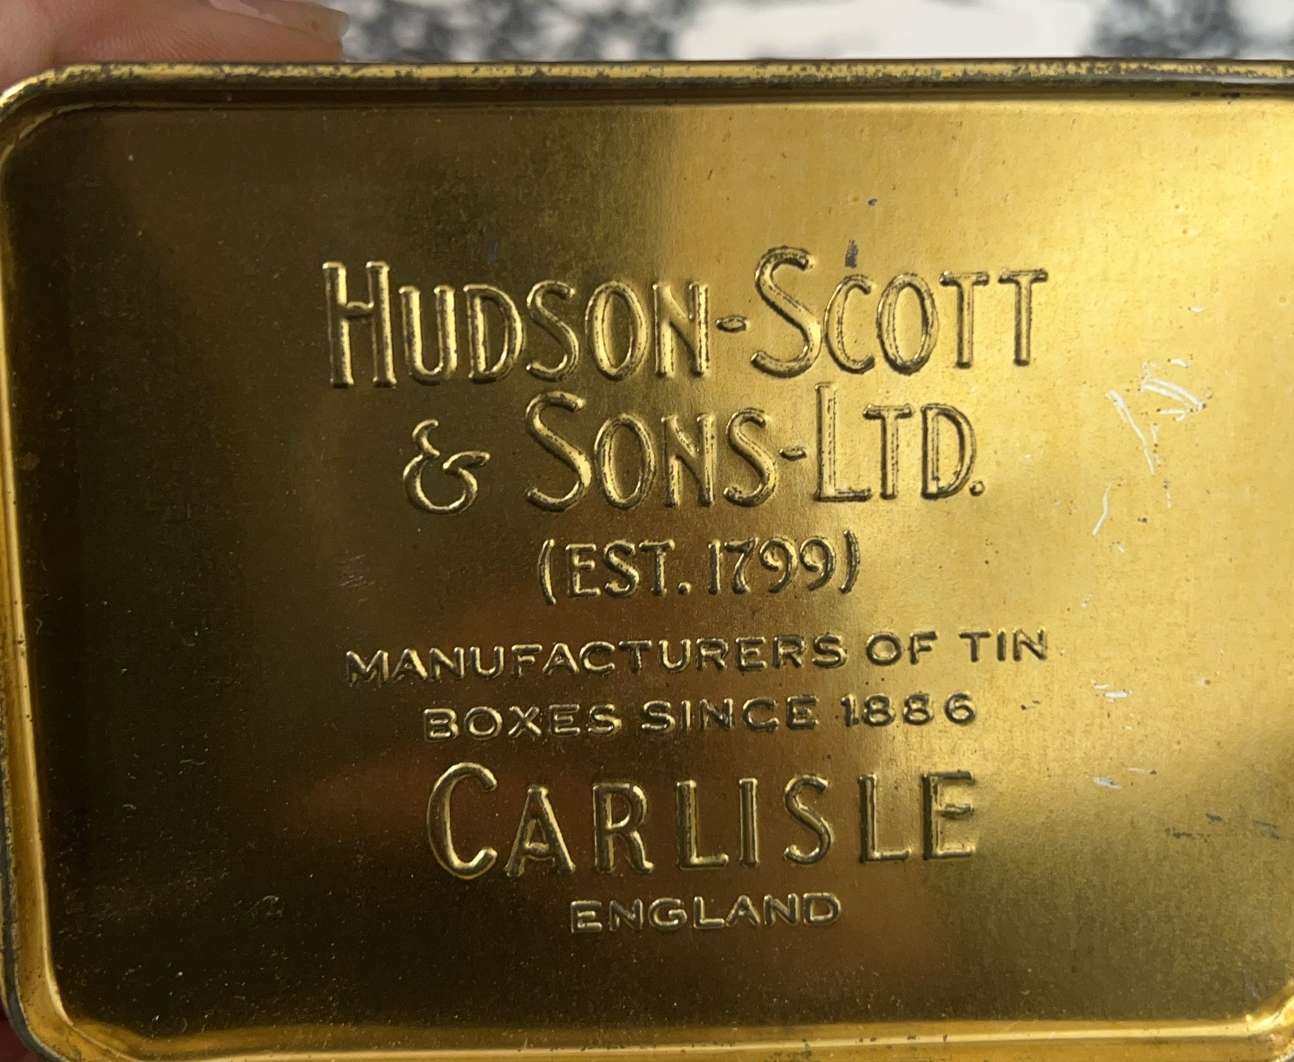 HUDSON-SCOTT
& SONS-LTD.
(EST. 1799)
MANUFACTURERS OF TIN
BOXES SINCE 1886
CARLISLE
ENGLAND